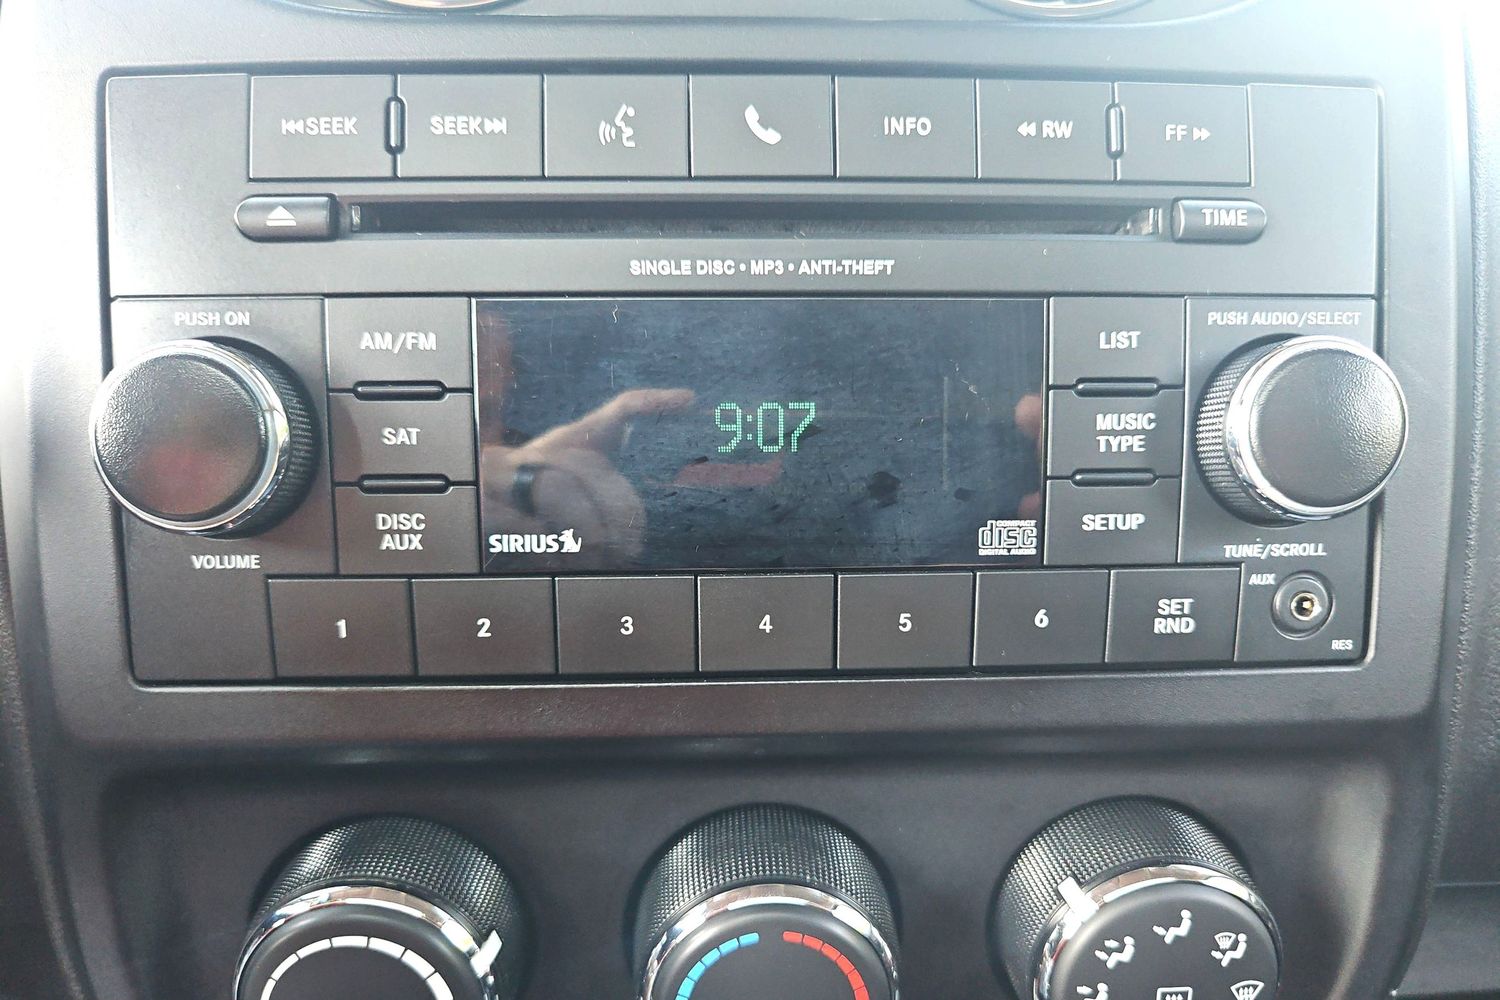 SEEK
SEEK
INFO
RW
FF
TIME
SINGLE DISC • MP3 • ANTI-THEFT
PUSH ON
VOLUME
AM/FM
SAT
DISC
AUX
9:07
SIRIUS
COMPACT
disc
DIGITAL AUDIO
LIST
MUSIC
TYPE
SETUP
PUSH AUDIO/SELECT
TUNE/SCROLL
1
2
3
4
5
6
SET
RND
AUX
RES